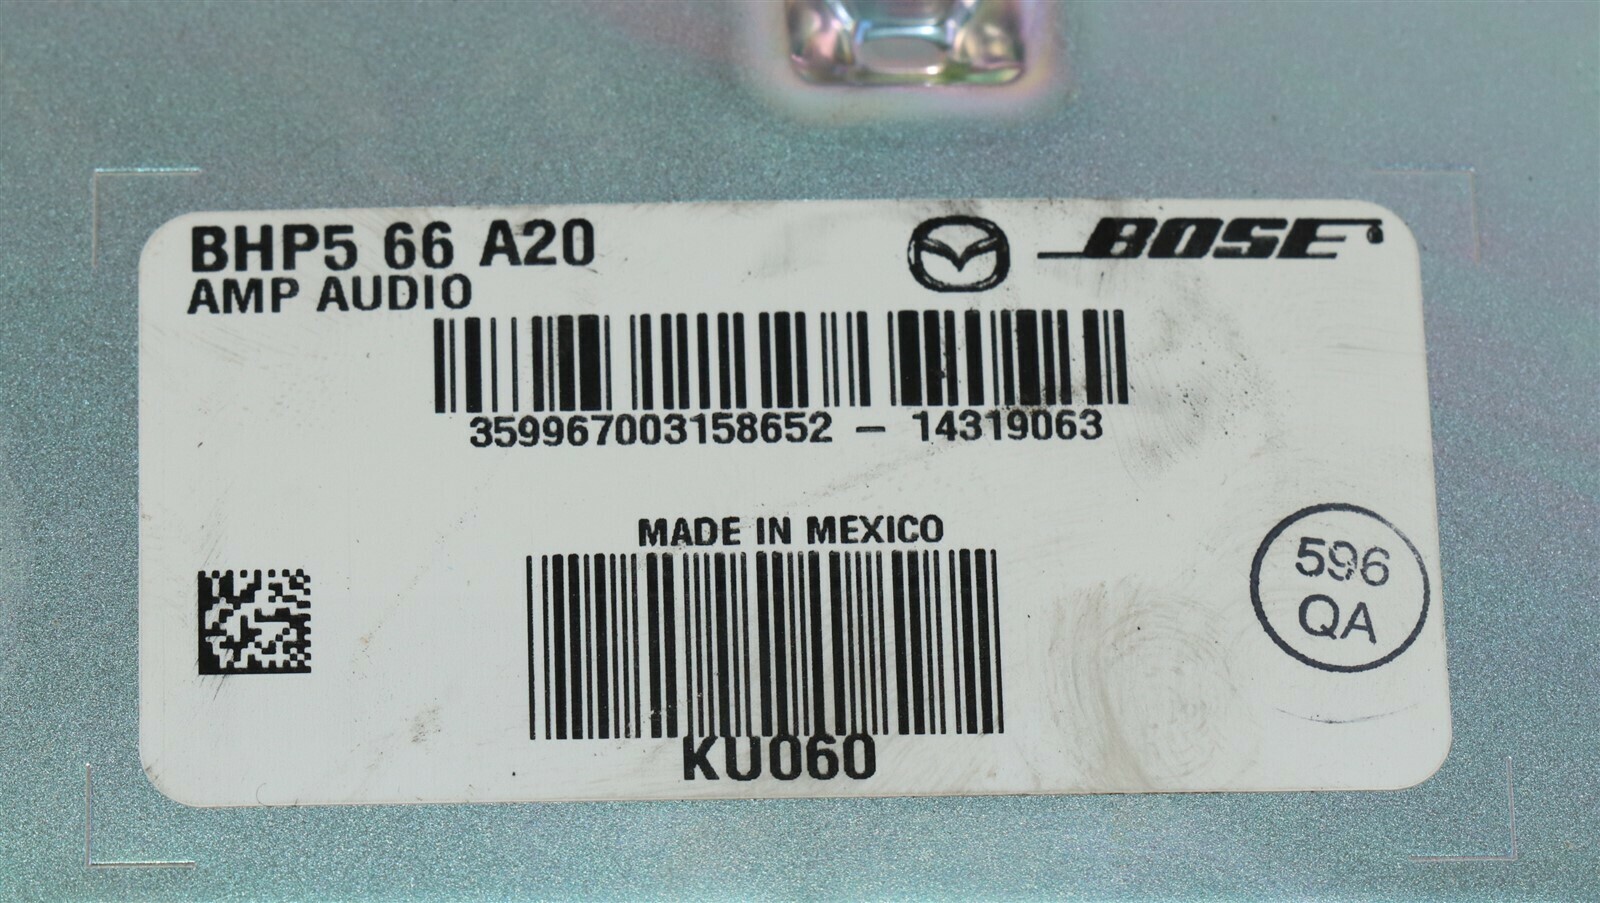 BHP5 66 A20
BOSE
AMP AUDIO
359967003158652 - 14319063
MADE IN MEXICO
596
QA
KU060